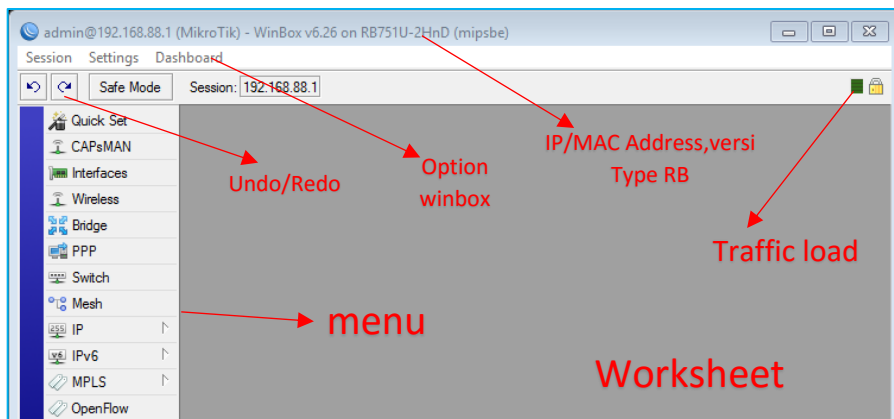 admin@192.168.88.1 (MikroTik) - WinBox v6.26 on RB751U-2HnD (mipsbe)
Session Settings Dashboard
Safe Mode Session: 192.168.88.1
Quick Set
CAPsMAN
Interfaces
Wireless
Bridge
PPP
Switch
Mesh
255 IP
v6 IPv6
MPLS
OpenFlow
Undo/Redo
Option
winbox
IP/MAC Address,versi
Type RB
Traffic load
menu
Worksheet